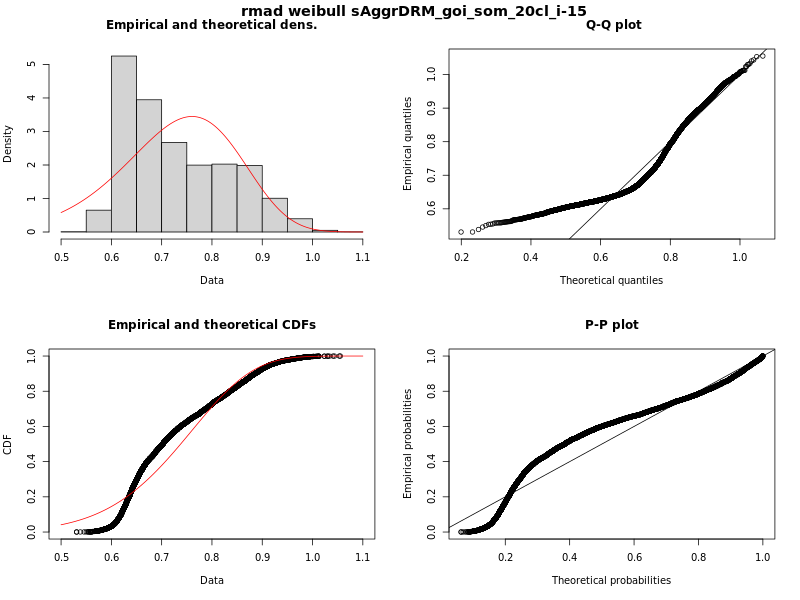 rmad weibull sAggrDRM_goi_som_20cl_i-15
Empirical and theoretical dens.
Density
0 1 2 3 4 5
0.5 0.6 0.7 0.8 0.9 1.0 1.1
Data
Q-Q plot
Empirical quantiles
0.6 0.7 0.8 0.9 1.0
0.2 0.4 0.6 0.8 1.0
Theoretical quantiles
Empirical and theoretical CDFs
CDF
0.0 0.2 0.4 0.6 0.8 1.0
0.5 0.6 0.7 0.8 0.9 1.0 1.1
Data
P-P plot
Empirical probabilities
0.0 0.2 0.4 0.6 0.8 1.0
0.2 0.4 0.6 0.8 1.0
Theoretical probabilities